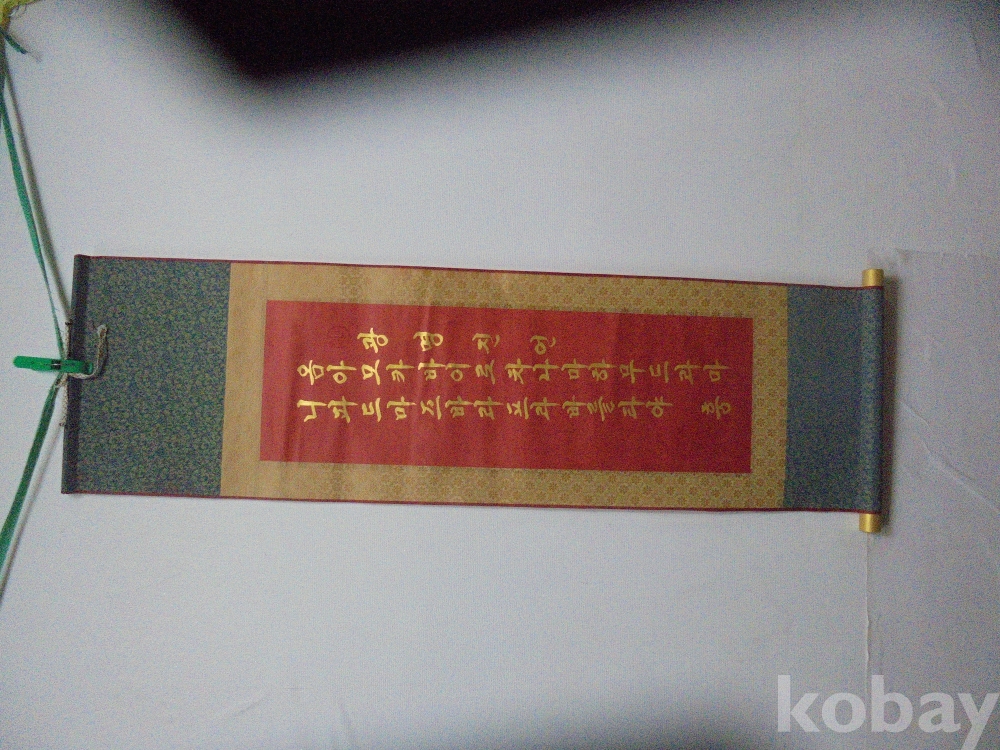 광명진언
옴아모카바이로차나마하무드라마
니파드마즈바라프라바를타야 훔
kobay